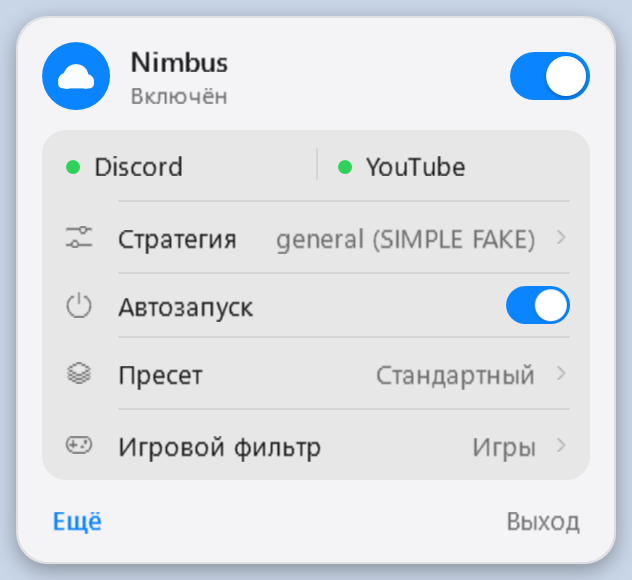 Nimbus
Включён
Discord YouTube
Стратегия general (SIMPLE FAKE)
Автозапуск
Пресет Стандартный
Игровой фильтр Игры
Ещё Выход